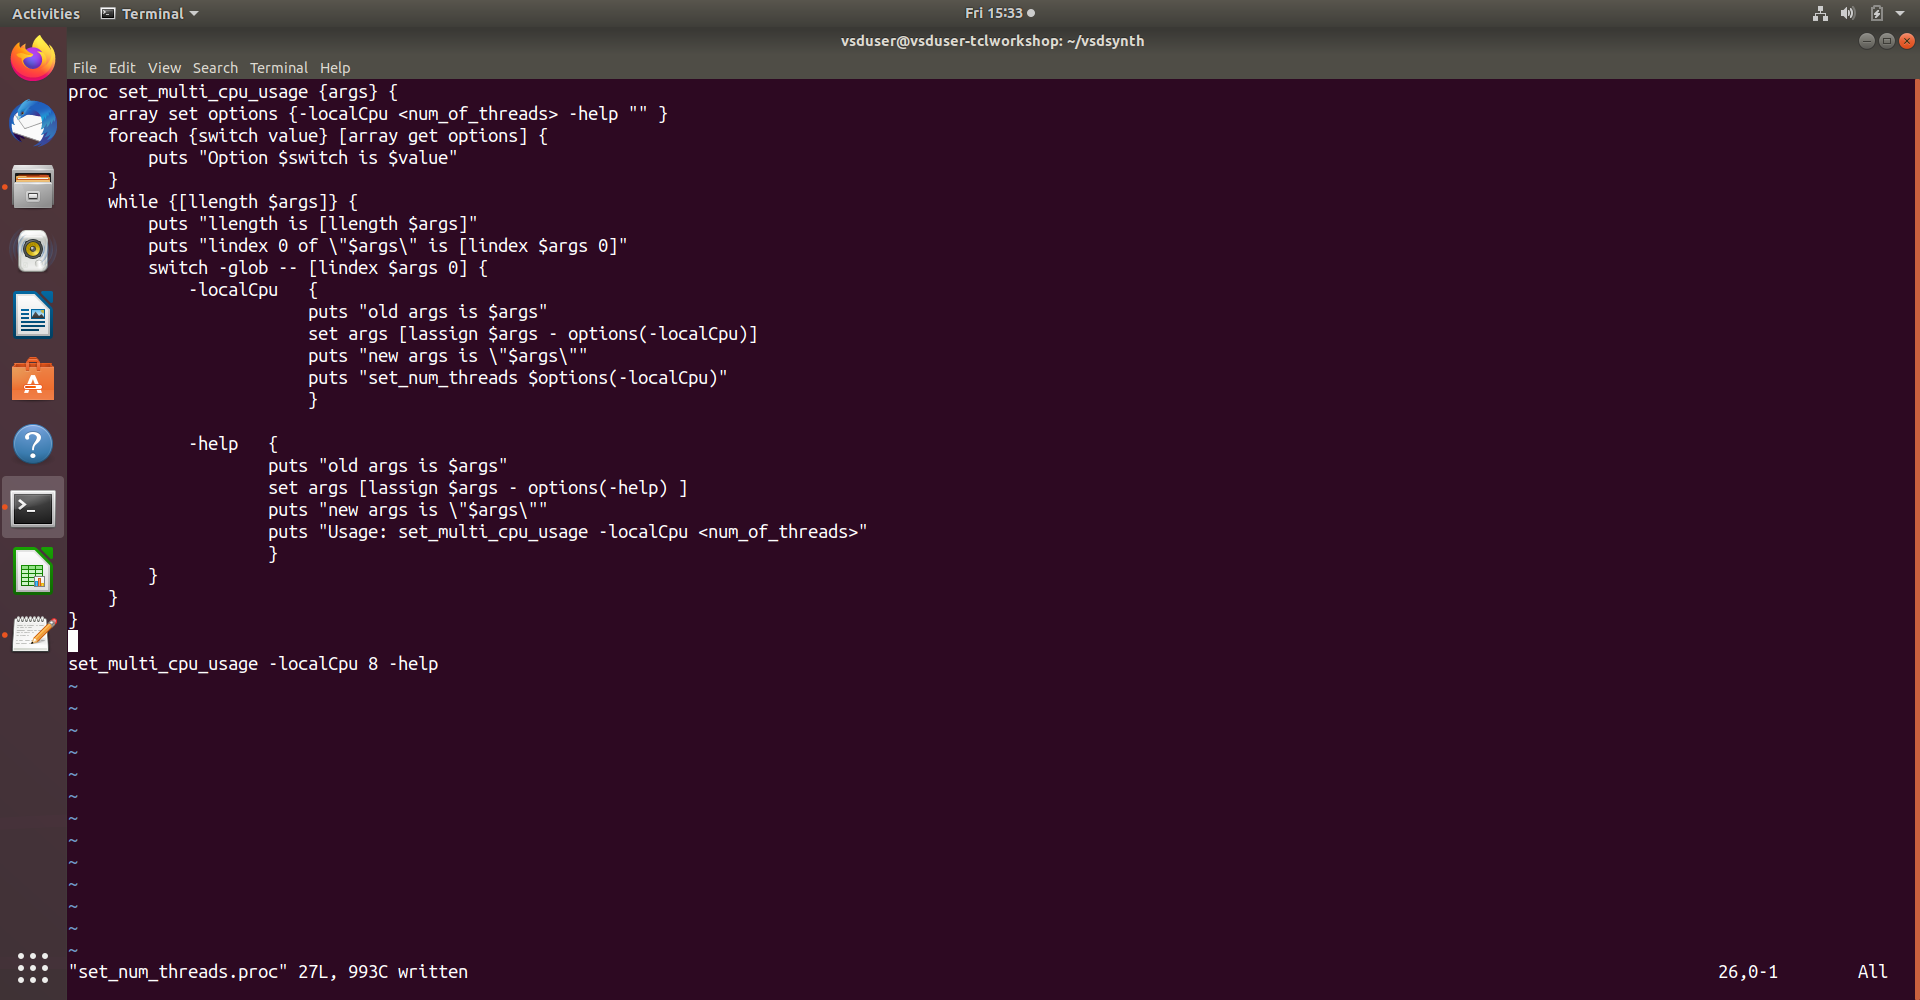 Activities Terminal Fri 15:33
vsduser@vsduser-tclworkshop: ~/vsdsynth
File Edit View Search Terminal Help
proc set_multi_cpu_usage {args} {
    array set options {-localCpu <num_of_threads> -help "" }
    foreach {switch value} [array get options] {
        puts "Option $switch is $value"
    }
    while {[llength $args]} {
        puts "llength is [llength $args]"
        puts "lindex 0 of \"$args\" is [lindex $args 0]"
        switch -glob -- [lindex $args 0] {
            -localCpu   {
                        puts "old args is $args"
                        set args [lassign $args - options(-localCpu)]
                        puts "new args is \"$args\""
                        puts "set_num_threads $options(-localCpu)"
                        }
            -help   {
                    puts "old args is $args"
                    set args [lassign $args - options(-help) ]
                    puts "new args is \"$args\""
                    puts "Usage: set_multi_cpu_usage -localCpu <num_of_threads>"
                    }
        }
    }
}
set_multi_cpu_usage -localCpu 8 -help
~
~
~
~
~
~
~
~
~
~
~
~
~
"set_num_threads.proc" 27L, 993C written 26,0-1 All